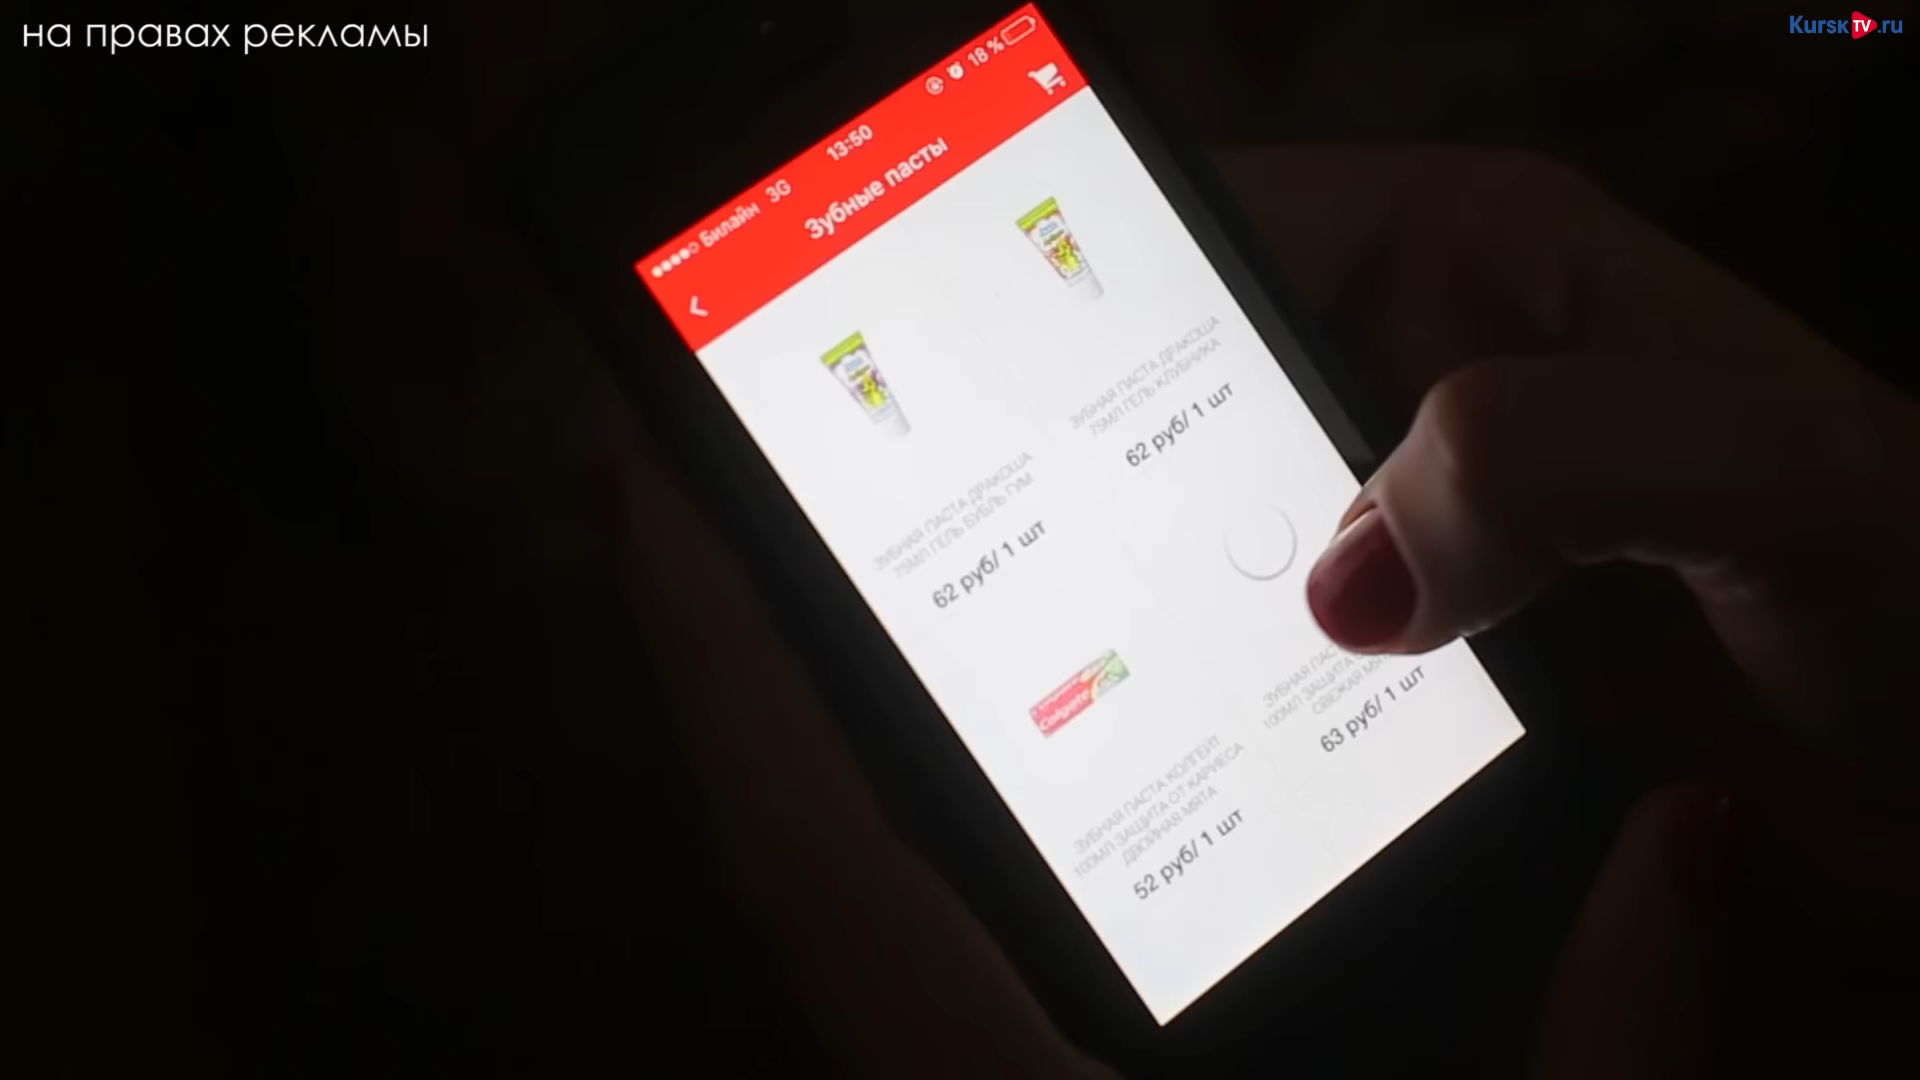 на правах рекламы
KurskTV.ru
Билайн 3G
13:50
18 %
Зубные пасты
ЗУБНАЯ ПАСТА ДРАКОША
75МЛ ГЕЛЬ БУБЛЬ ГУМ
62 руб/ 1 шт
ЗУБНАЯ ПАСТА ДРАКОША
75МЛ ГЕЛЬ КЛУБНИКА
62 руб/ 1 шт
Colgate
ЗУБНАЯ ПАСТА КОЛГЕЙТ
100МЛ ЗАЩИТА ОТ КАРИЕСА
ДВОЙНАЯ МЯТА
52 руб/ 1 шт
ЗУБНАЯ
100МЛ ЗАЩИТА
СВЕЖАЯ
63 руб/ 1 шт